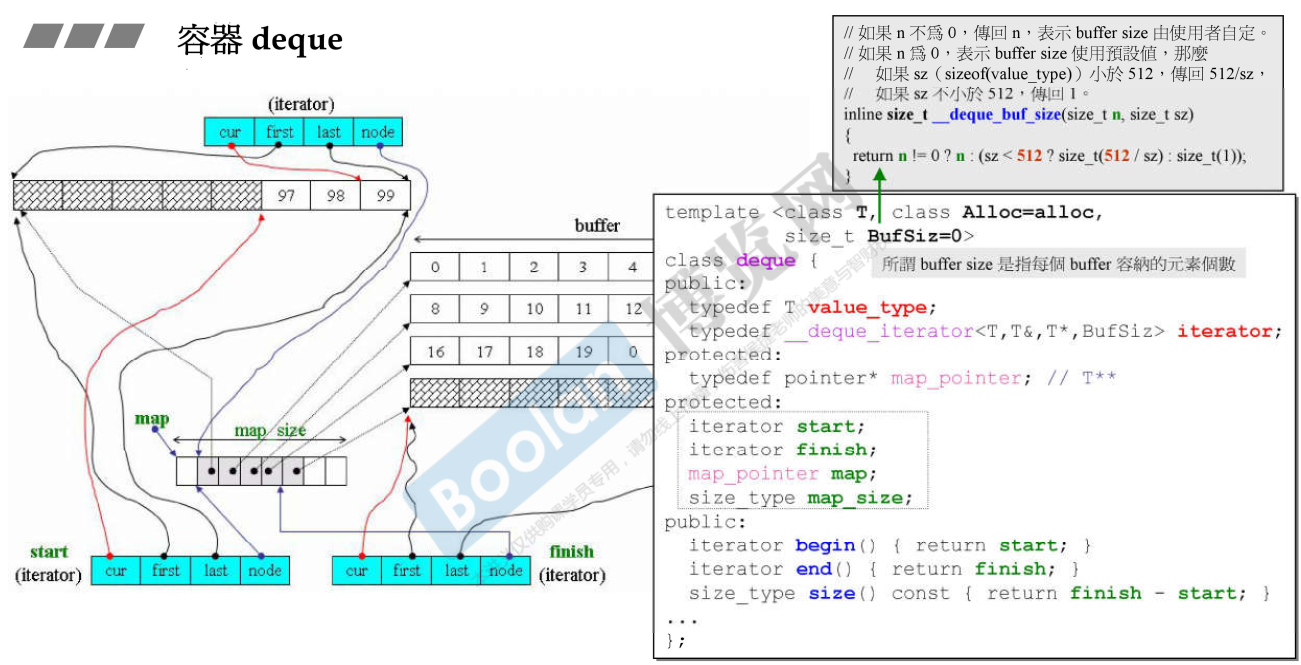 容器 deque
// 如果 n 不為 0，傳回 n，表示 buffer size 由使用者自定。
// 如果 n 為 0，表示 buffer size 使用預設值，那麼
// 如果 sz（sizeof(value_type)）小於 512，傳回 512/sz，
// 如果 sz 不小於 512，傳回 1。
inline size_t __deque_buf_size(size_t n, size_t sz)
{
return n != 0 ? n : (sz < 512 ? size_t(512 / sz) : size_t(1));
}
(iterator)
cur first last node
97 98 99
buffer
0 1 2 3 4
8 9 10 11 12
16 17 18 19 0
map
map size
start
(iterator)
cur first last node
cur first last node
finish
(iterator)
template <class T, class Alloc=alloc,
size_t BufSiz=0>
class deque {
所謂 buffer size 是指每個 buffer 容納的元素個數
public:
typedef T value_type;
typedef __deque_iterator<T,T&,T*,BufSiz> iterator;
protected:
typedef pointer* map_pointer; // T**
protected:
iterator start;
iterator finish;
map_pointer map;
size_type map_size;
public:
iterator begin() { return start; }
iterator end() { return finish; }
size_type size() const { return finish - start; }
...
};
Boolan 博览网